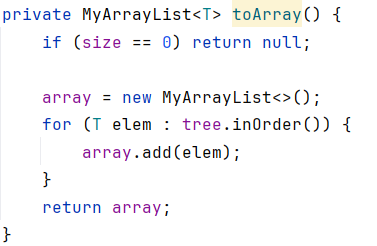 private MyArrayList<T> toArray() {
    if (size == 0) return null;

    array = new MyArrayList<>();
    for (T elem : tree.inOrder()) {
        array.add(elem);
    }
    return array;
}